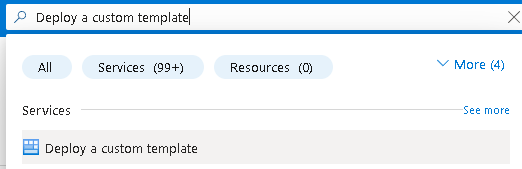 Deploy a custom template
All Services (99+) Resources (0) More (4)
Services See more
Deploy a custom template